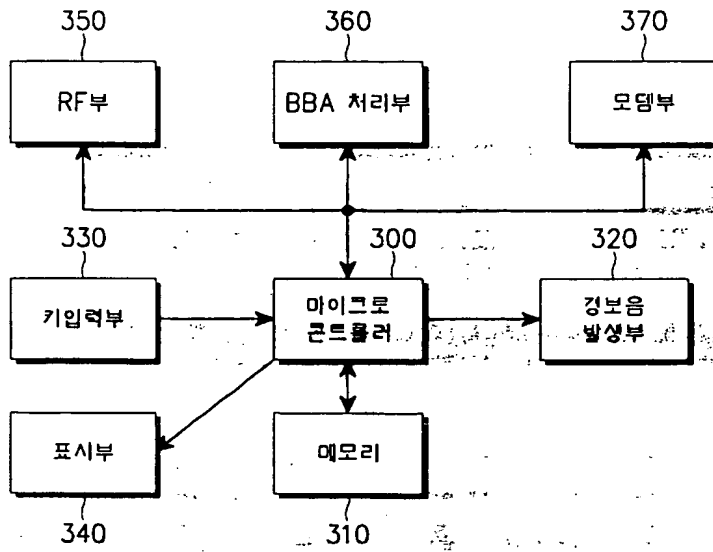 350
360
370
RF부
BBA 처리부
모뎀부
330
300
320
키입력부
마이크로
콘트롤러
경보음
발생부
표시부
메모리
340
310